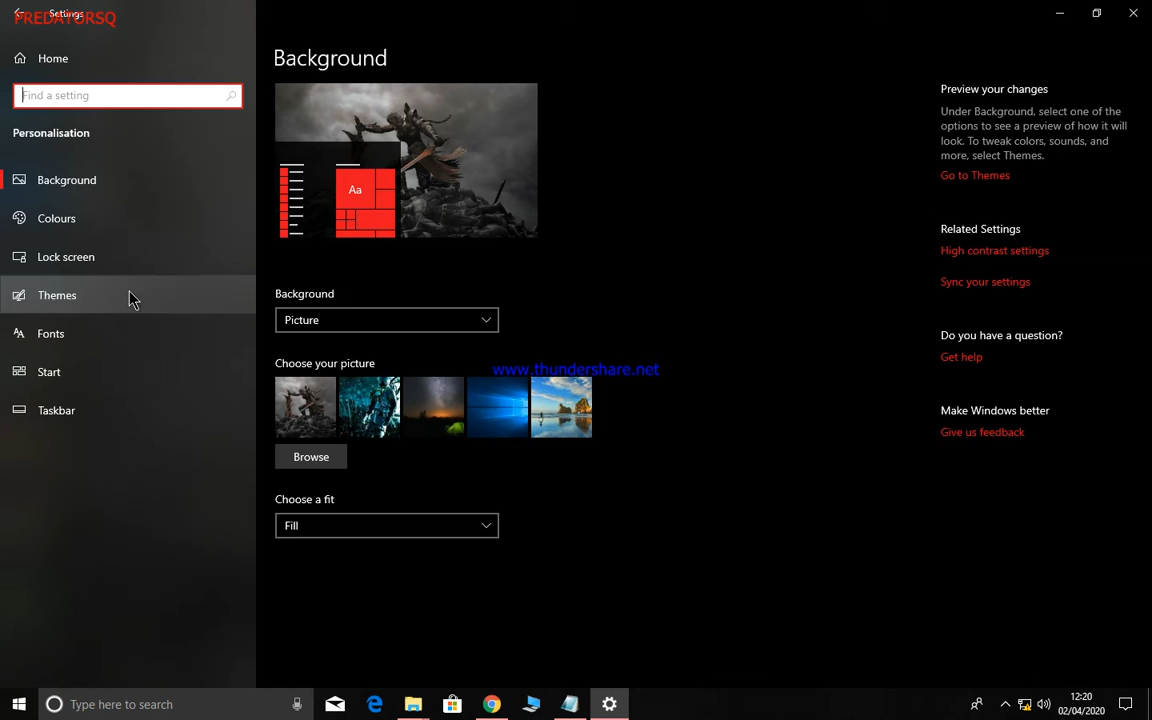 Settings
PREDATORSQ
Home
Find a setting
Personalisation
Background
Colours
Lock screen
Themes
Fonts
Start
Taskbar
Background
Aa
Background
Picture
Choose your picture
www.thundershare.net
Browse
Choose a fit
Fill
Preview your changes
Under Background, select one of the
options to see a preview of how it will
look. To tweak colors, sounds, and
more, select Themes.
Go to Themes
Related Settings
High contrast settings
Sync your settings
Do you have a question?
Get help
Make Windows better
Give us feedback
Type here to search
12:20
02/04/2020